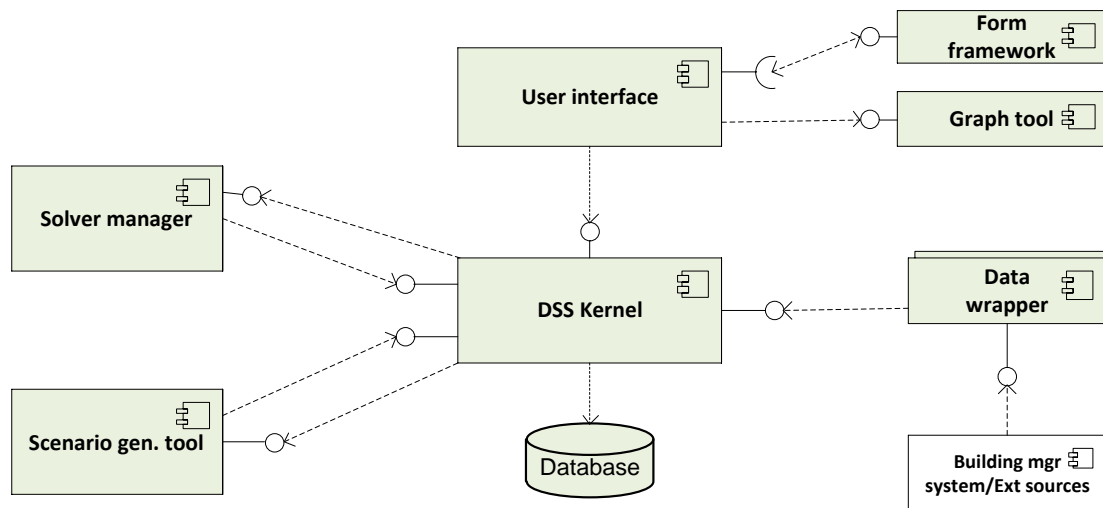 Form
framework
User interface
Graph tool
Solver manager
DSS Kernel
Data
wrapper
Scenario gen. tool
Database
Building mgr
system/Ext sources